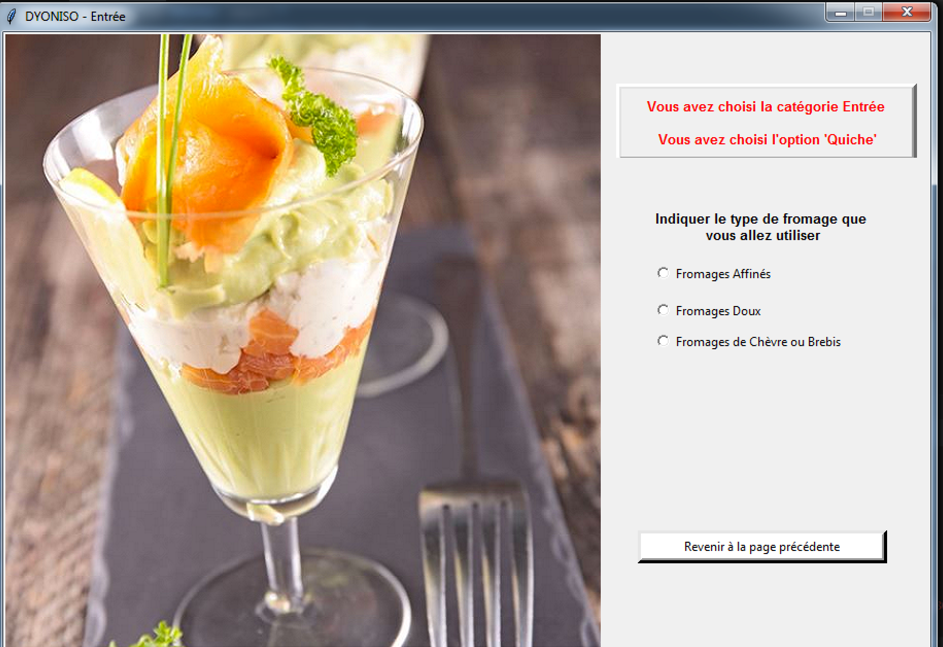 DYONISO - Entrée
Vous avez choisi la catégorie Entrée
Vous avez choisi l'option 'Quiche'
Indiquer le type de fromage que
vous allez utiliser
Fromages Affinés
Fromages Doux
Fromages de Chèvre ou Brebis
Revenir à la page précédente